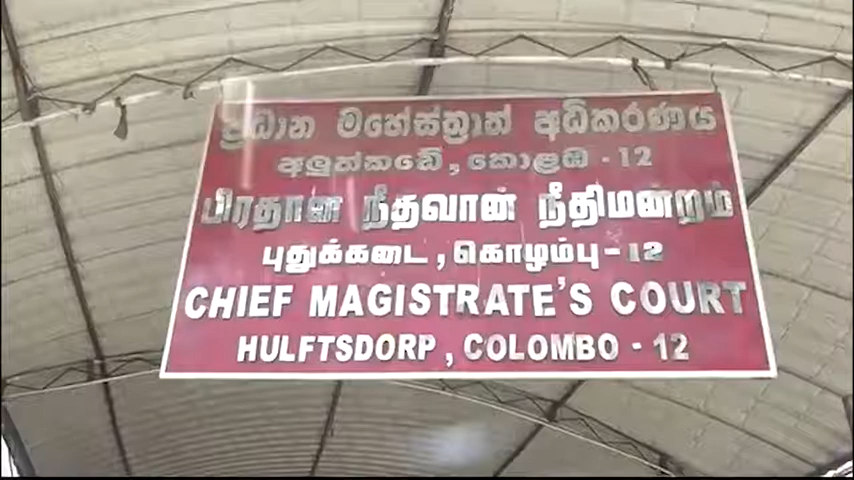 ප්‍රධාන මහේස්ත්‍රාත් අධිකරණය
අලුත්කඩේ, කොළඹ - 12
பிரதான நீதவான் நீதிமன்றம்
புதுக்கடை, கொழும்பு - 12
CHIEF MAGISTRATE'S COURT
HULFTSDORP, COLOMBO - 12